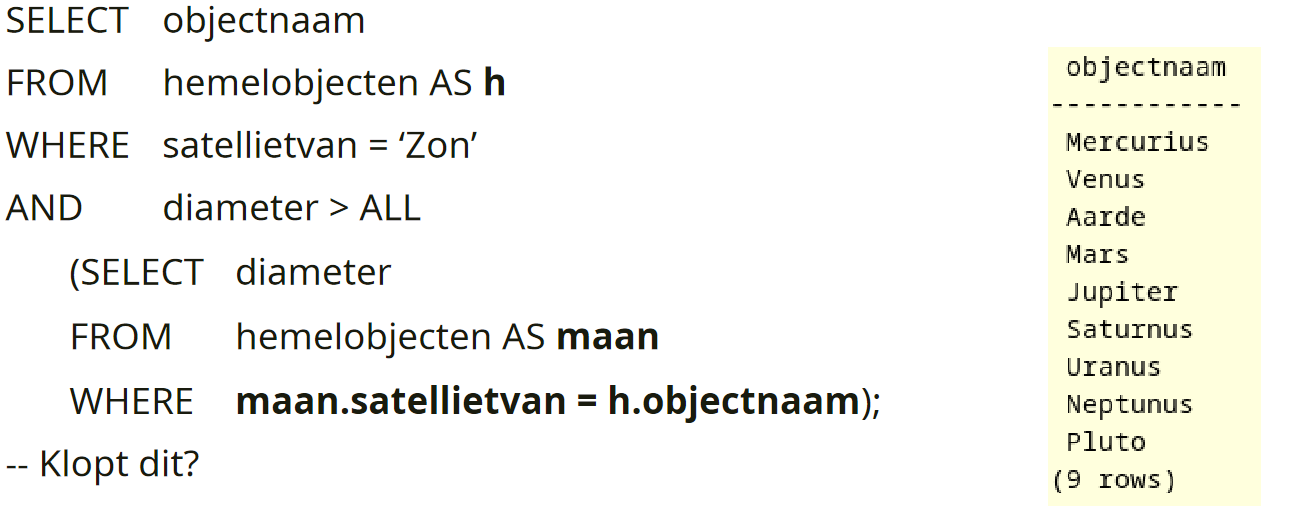 SELECT objectnaam
FROM hemelobjecten AS h
WHERE satellietvan = ‘Zon’
AND diameter > ALL
(SELECT diameter
FROM hemelobjecten AS maan
WHERE maan.satellietvan = h.objectnaam);
-- Klopt dit?
objectnaam
------------
Mercurius
Venus
Aarde
Mars
Jupiter
Saturnus
Uranus
Neptunus
Pluto
(9 rows)